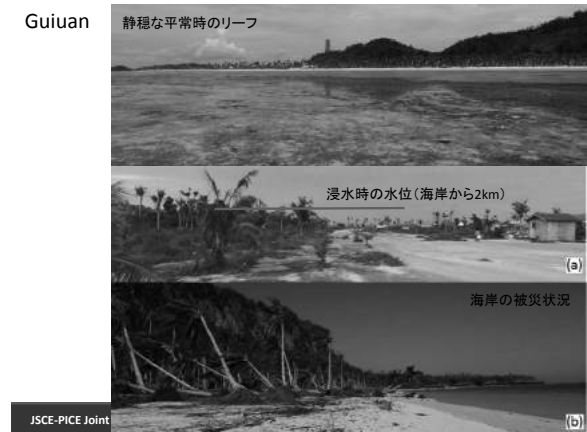 Guiuan
静穏な平常時のリーフ
浸水時の水位（海岸から2km）
(a)
海岸の被災状況
(b)
JSCE-PICE Joint